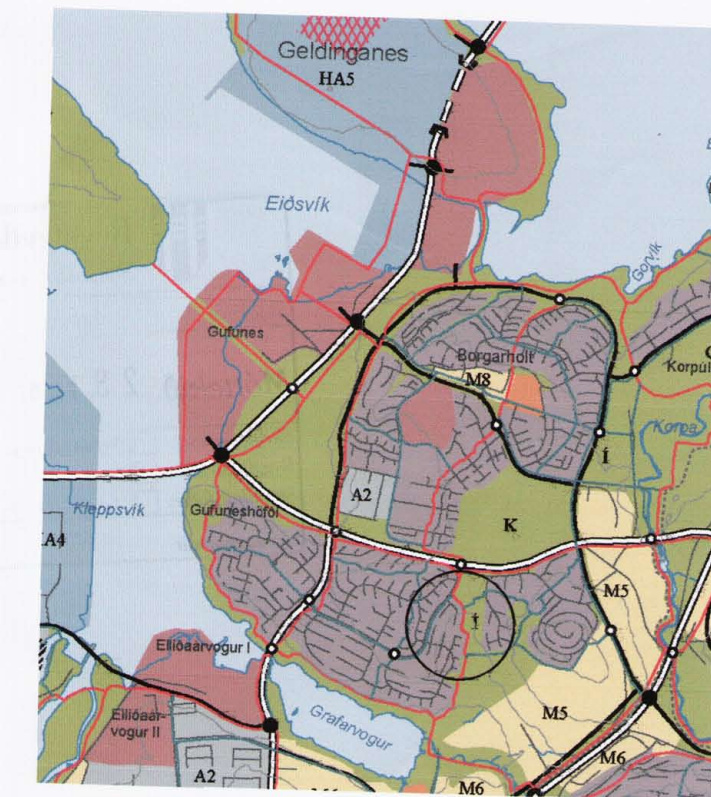 Geldinganes
HA5
Eiðsvík
Gorvík
Gufunes
Borgarholt
M8
Korpúl
Korpa
Í
A2
Gufuneshöfði
Kleppsvík
K
A4
M5
†
Elliðaárvogur I
Elliðaár-
vogur II
Grafarvogur
M5
M6
A2
M6